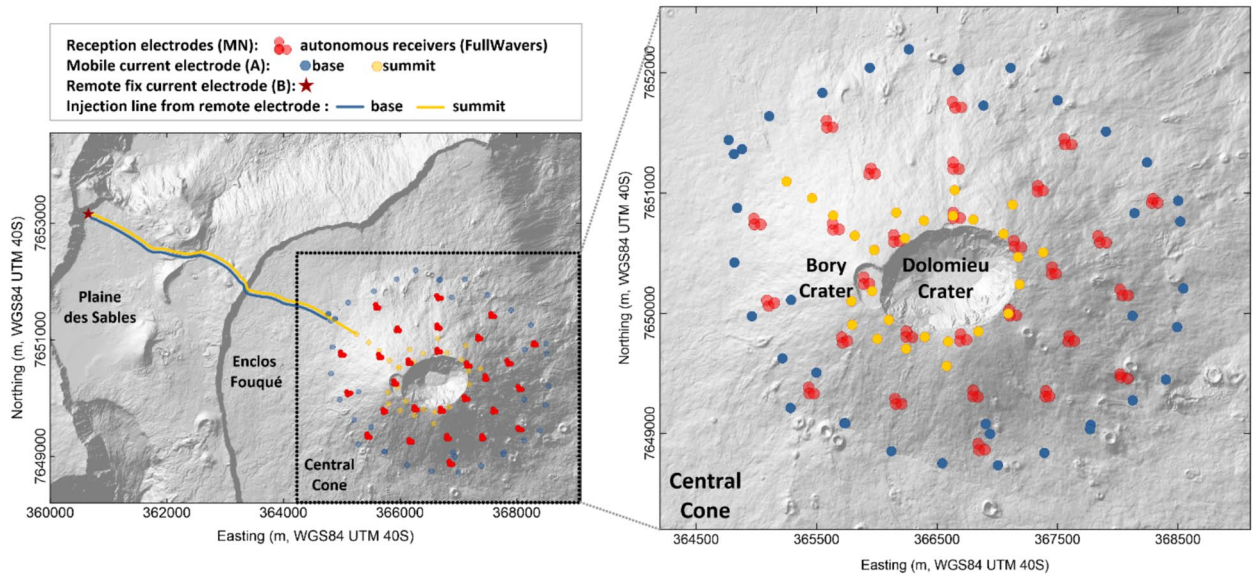 Reception electrodes (MN): autonomous receivers (FullWavers)
Mobile current electrode (A): base summit
Remote fix current electrode (B):
Injection line from remote electrode : base summit
Northing (m, WGS84 UTM 40S)
7653000
7651000
7649000
Plaine
des Sables
Enclos
Fouqué
Central
Cone
360000 362000 364000 366000 368000
Easting (m, WGS84 UTM 40S)
Northing (m, WGS84 UTM 40S)
7652000
7651000
7650000
7649000
Bory
Crater
Dolomieu
Crater
Central
Cone
364500 365500 366500 367500 368500
Easting (m, WGS84 UTM 40S)